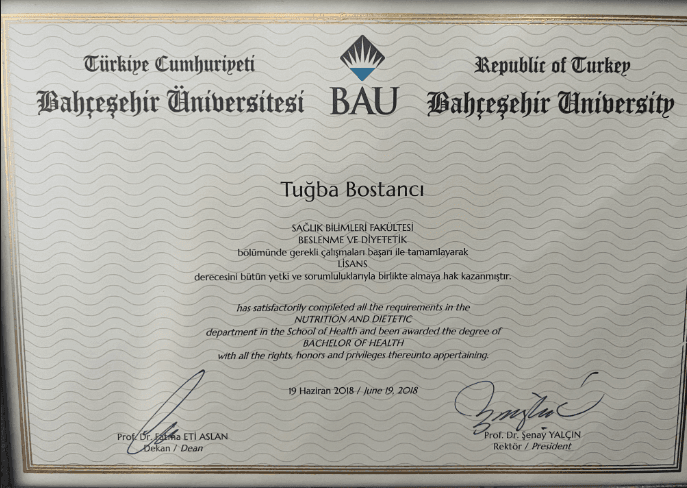 Türkiye Cumhuriyeti
Bahçeşehir Üniversitesi
BAU
Republic of Turkey
Bahçeşehir University
Tuğba Bostancı
SAĞLIK BİLİMLERİ FAKÜLTESİ
BESLENME VE DİYETETİK
bölümünde gerekli çalışmaları başarı ile tamamlayarak
LİSANS
derecesini bütün yetki ve sorumluluklarıyla birlikte almaya hak kazanmıştır.
has satisfactorily completed all the requirements in the
NUTRITION AND DIETETIC
department in the School of Health and been awarded the degree of
BACHELOR OF HEALTH
with all the rights, honors and privileges thereunto appertaining.
19 Haziran 2018 / June 19, 2018
Prof. Dr. Fatma ETİ ASLAN
Dekan / Dean
Prof. Dr. Şenay YALÇIN
Rektör / President